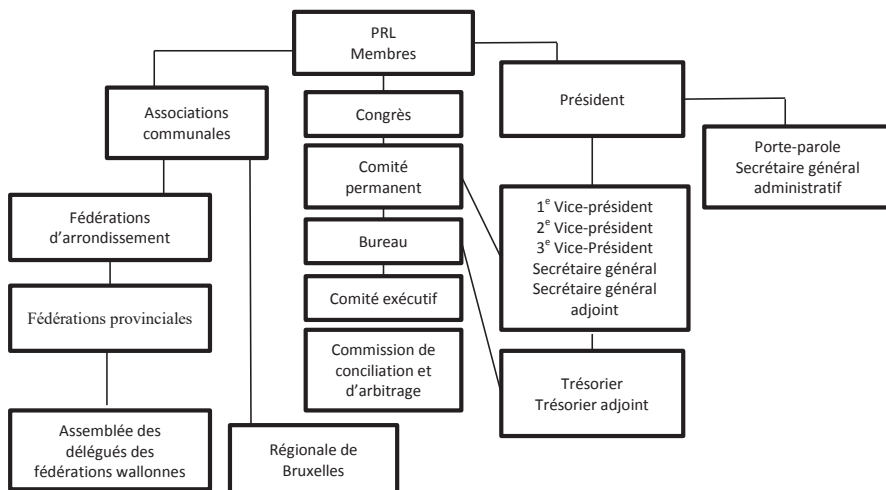 PRL
Membres
Associations
communales
Congrès
Président
Porte-parole
Secrétaire général
administratif
Comité
permanent
Fédérations
d'arrondissement
1e Vice-président
2e Vice-président
3e Vice-Président
Secrétaire général
Secrétaire général
adjoint
Bureau
Fédérations provinciales
Comité exécutif
Commission de
conciliation et
d'arbitrage
Trésorier
Trésorier adjoint
Assemblée des
délégués des
fédérations wallonnes
Régionale de
Bruxelles